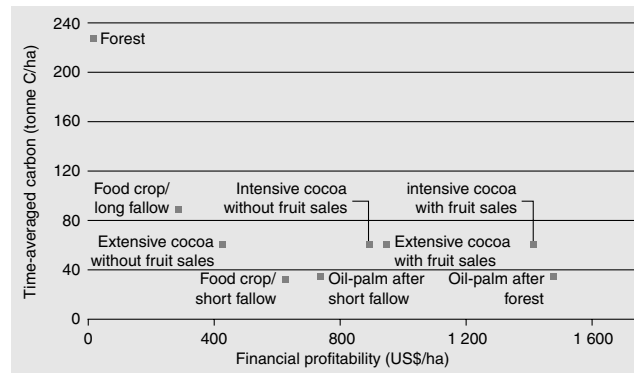 Time-averaged carbon (tonne C/ha)
240
200
160
120
80
40
0
Forest
Food crop/
long fallow
Intensive cocoa
without fruit sales
intensive cocoa
with fruit sales
Extensive cocoa
without fruit sales
Extensive cocoa
with fruit sales
Food crop/
short fallow
Oil-palm after
short fallow
Oil-palm after
forest
0
400
800
1 200
1 600
Financial profitability (US$/ha)